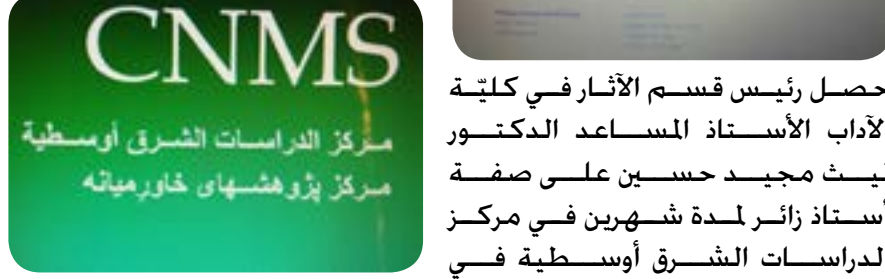 CNMS
مركز الدراسات الشرق أوسطية
مركز پژوهشهای خاورمیانه
حصل رئيس قسم الآثار في كليّة
الآداب الأستاذ المساعد الدكتور
ليث مجيد حسين على صفة
أستاذ زائر لمدة شهرين في مركز
الدراسات الشرق أوسطية في